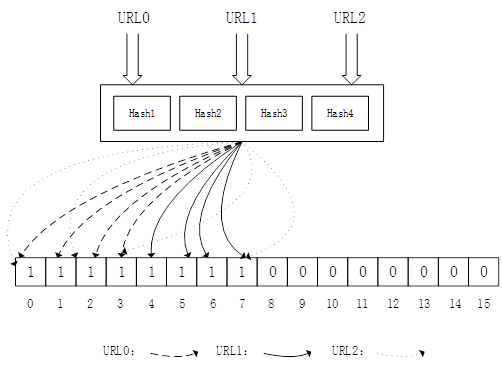 URL0 URL1 URL2
Hash1 Hash2 Hash3 Hash4
1 1 1 1 1 1 1 1 0 0 0 0 0 0 0 0
0 1 2 3 4 5 6 7 8 9 10 11 12 13 14 15
URL0: URL1: URL2: